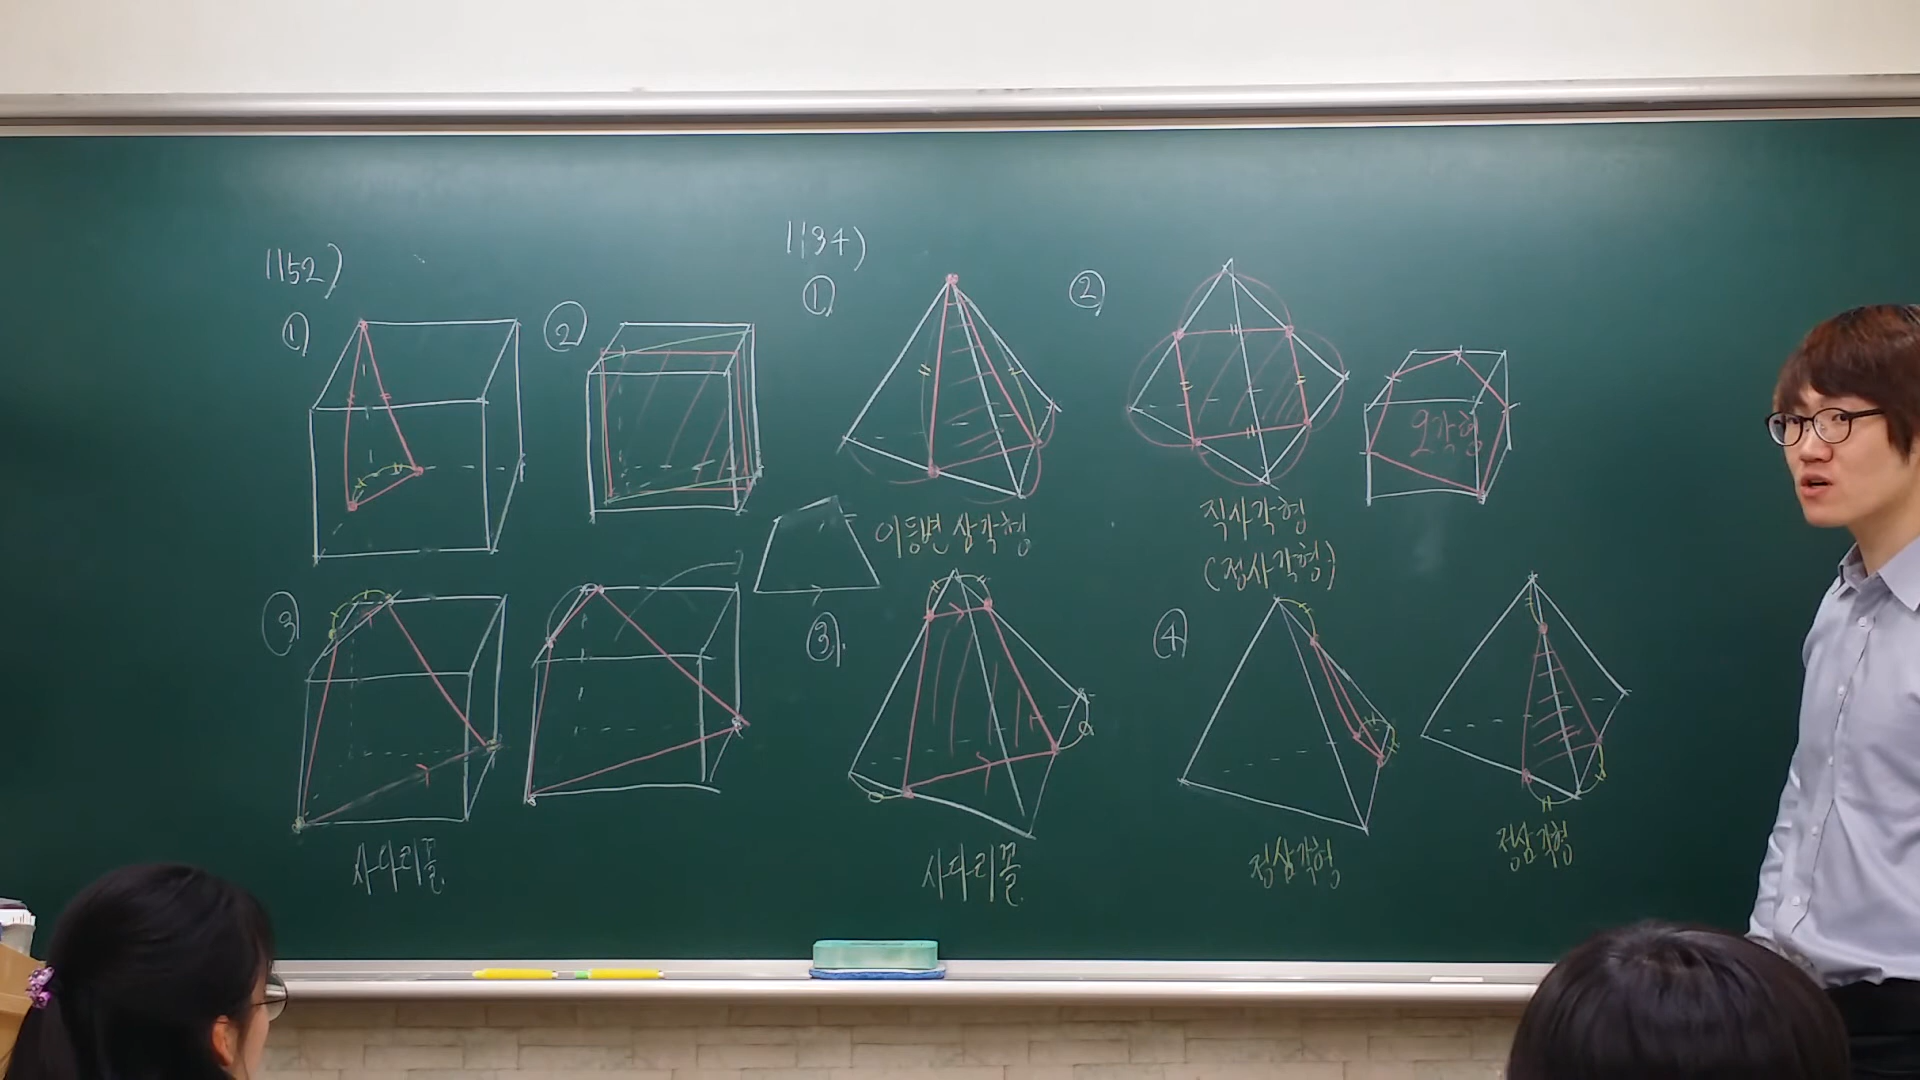 1152)
①
②
③
사다리꼴
1134)
①
이등변 삼각형
②
직사각형
(정사각형)
오각형
③
사다리꼴
④
정삼각형
정삼각형